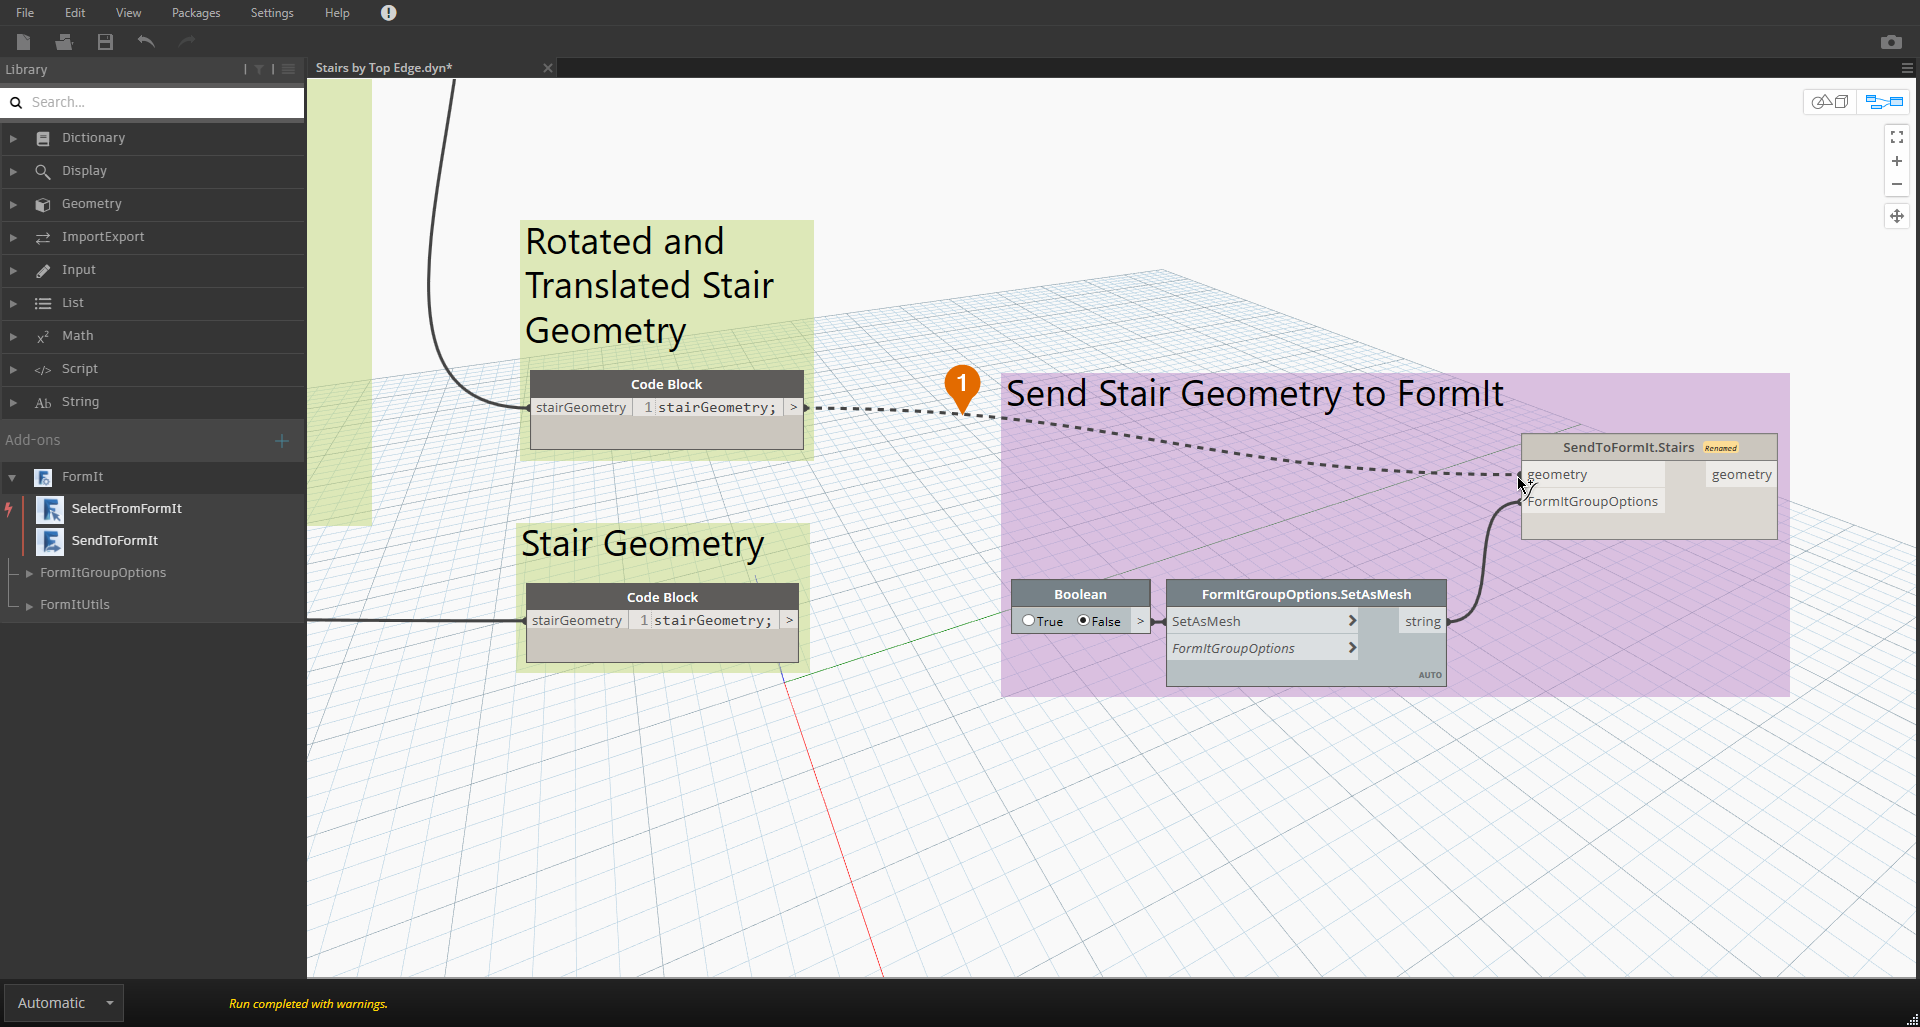 File Edit View Packages Settings Help
Library
Stairs by Top Edge.dyn*
Search...
Dictionary
Display
Geometry
ImportExport
Input
List
Math
Script
String
Add-ons
FormIt
SelectFromFormIt
SendToFormIt
FormItGroupOptions
FormItUtils
Rotated and
Translated Stair
Geometry
Code Block
stairGeometry 1 stairGeometry; >
Stair Geometry
Code Block
stairGeometry 1 stairGeometry; >
1
Send Stair Geometry to FormIt
SendToFormIt.Stairs Renamed
geometry geometry
FormItGroupOptions
Boolean
True False >
FormItGroupOptions.SetAsMesh
SetAsMesh > string
FormItGroupOptions >
AUTO
Automatic
Run completed with warnings.